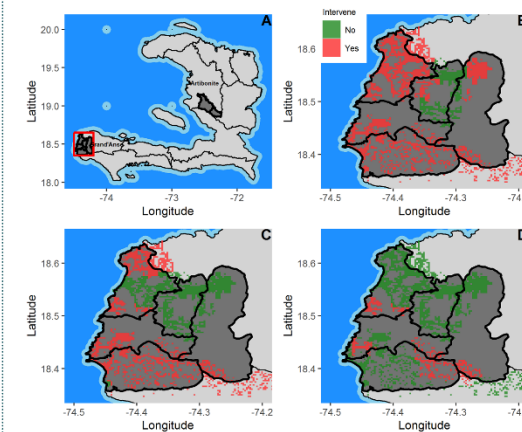 A
20.0
19.5
19.0
18.5
18.0
Latitude
Artibonite
Grand'Anse
-74
-73
-72
Longitude
Intervene
No
Yes
B
18.6
18.5
18.4
Latitude
-74.5
-74.4
-74.3
-74.2
Longitude
C
18.6
18.5
18.4
Latitude
-74.5
-74.4
-74.3
-74.2
Longitude
D
18.6
18.5
18.4
Latitude
-74.5
-74.4
-74.3
Longitude